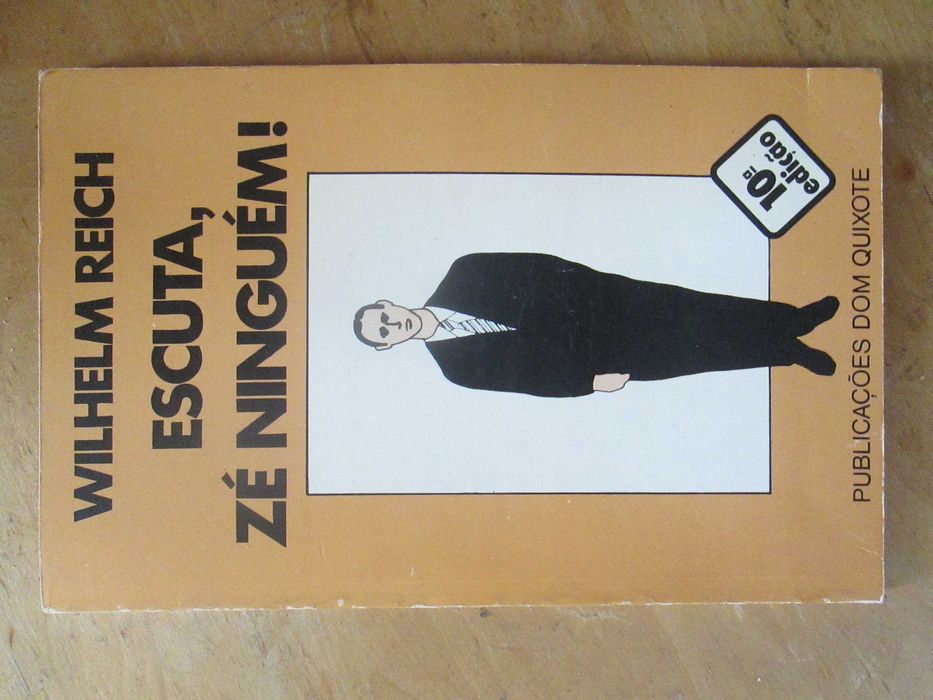 WILHELM REICH
ESCUTA,
ZÉ NINGUÉM!
10ª
edição
PUBLICAÇÕES DOM QUIXOTE